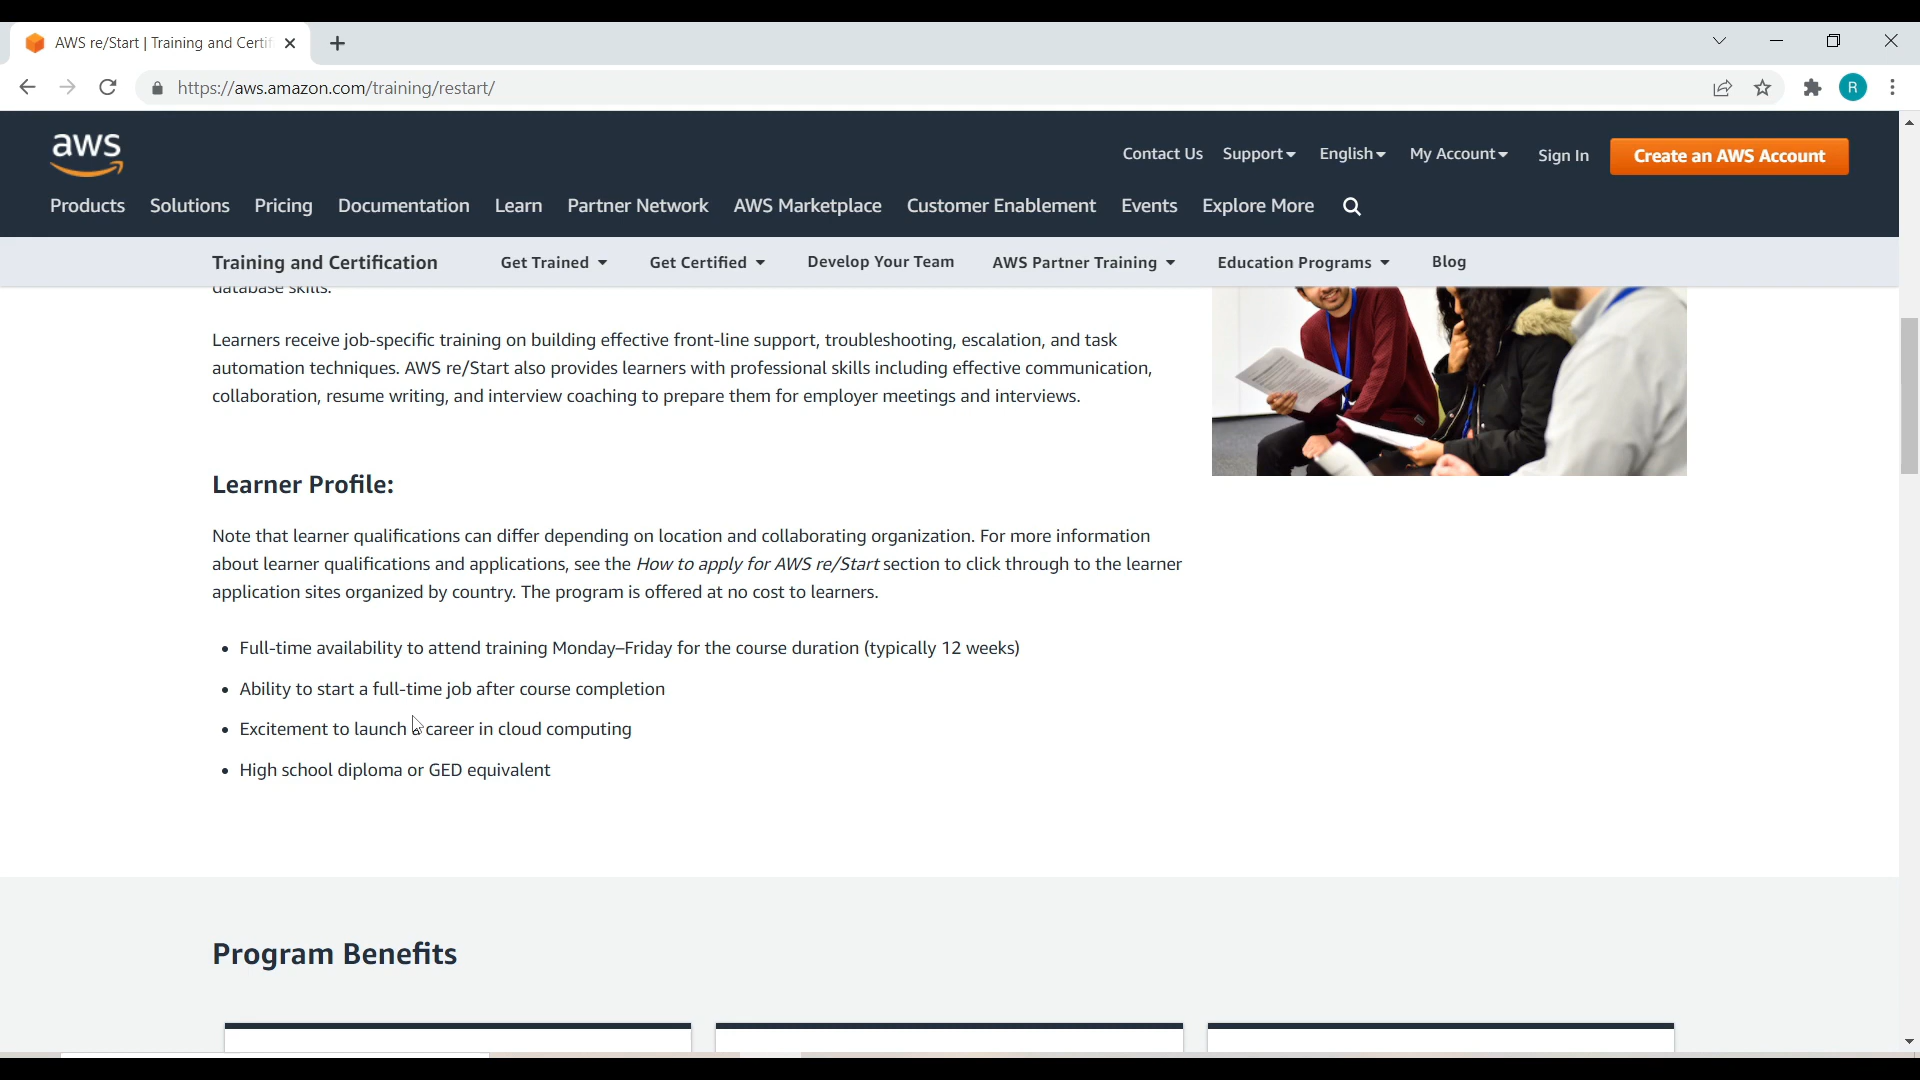 AWS re/Start | Training and Certifi
https://aws.amazon.com/training/restart/
R
aws
Contact Us Support English My Account Sign In Create an AWS Account
Products Solutions Pricing Documentation Learn Partner Network AWS Marketplace Customer Enablement Events Explore More
Training and Certification Get Trained Get Certified Develop Your Team AWS Partner Training Education Programs Blog
database skills.
Learners receive job-specific training on building effective front-line support, troubleshooting, escalation, and task
automation techniques. AWS re/Start also provides learners with professional skills including effective communication,
collaboration, resume writing, and interview coaching to prepare them for employer meetings and interviews.
Learner Profile:
Note that learner qualifications can differ depending on location and collaborating organization. For more information
about learner qualifications and applications, see the How to apply for AWS re/Start section to click through to the learner
application sites organized by country. The program is offered at no cost to learners.
• Full-time availability to attend training Monday–Friday for the course duration (typically 12 weeks)
• Ability to start a full-time job after course completion
• Excitement to launch a career in cloud computing
• High school diploma or GED equivalent
Program Benefits